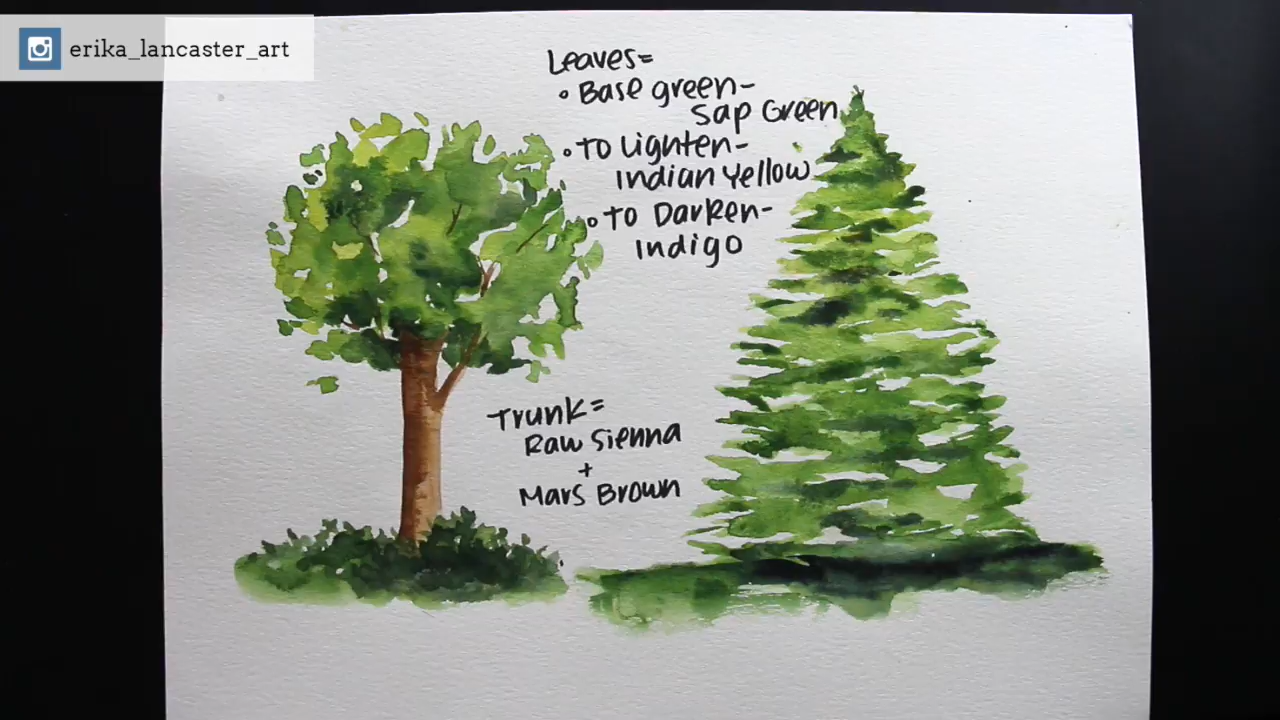 erika_lancaster_art
Leaves=
• Base green-
Sap Green
• To Lighten-
Indian Yellow
• To Darken-
Indigo
Trunk=
Raw Sienna
+
Mars Brown